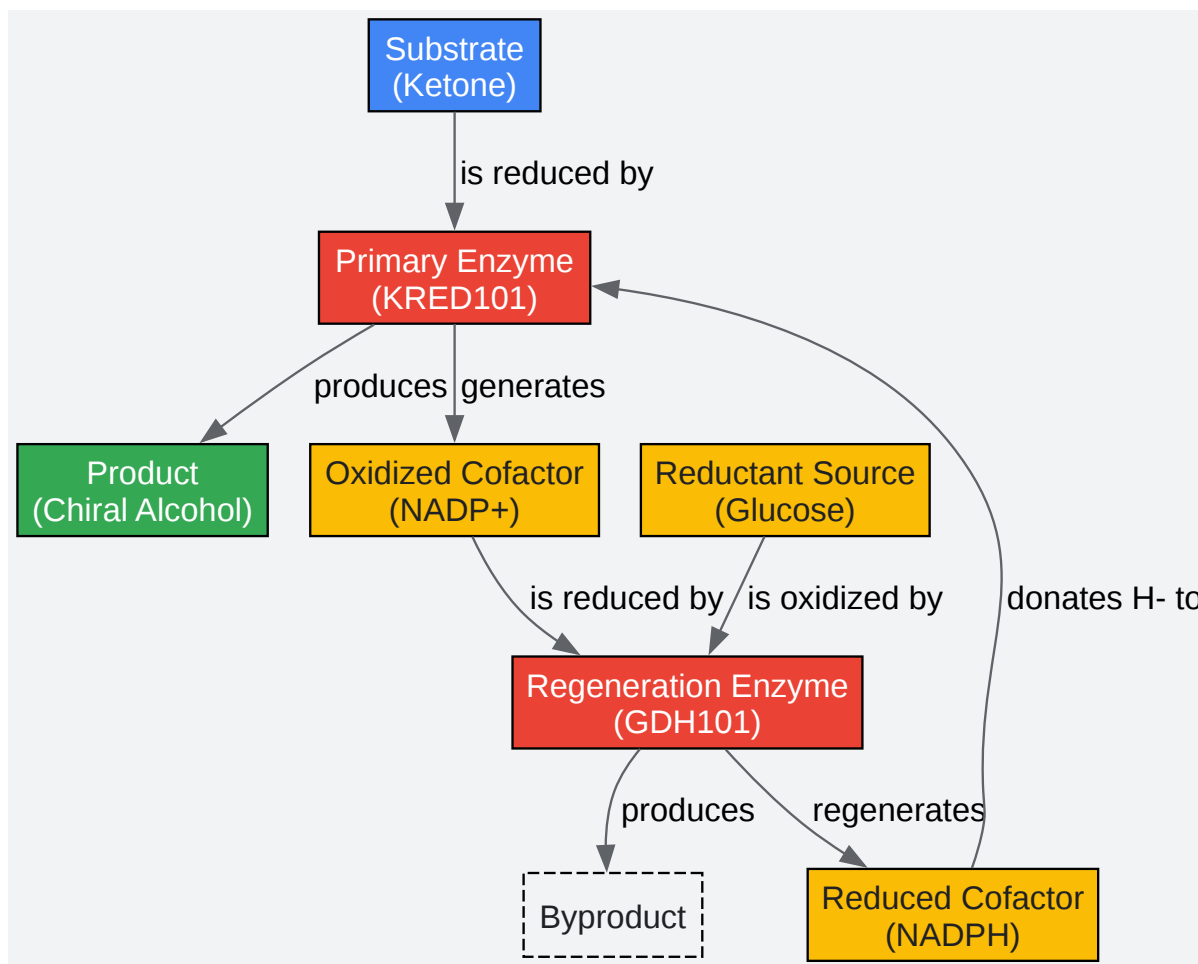 Substrate
(Ketone)
is reduced by
Primary Enzyme
(KRED101)
produces
generates
Product
(Chiral Alcohol)
Oxidized Cofactor
(NADP+)
Reductant Source
(Glucose)
is reduced by
is oxidized by
donates H- to
Regeneration Enzyme
(GDH101)
produces
regenerates
Byproduct
Reduced Cofactor
(NADPH)